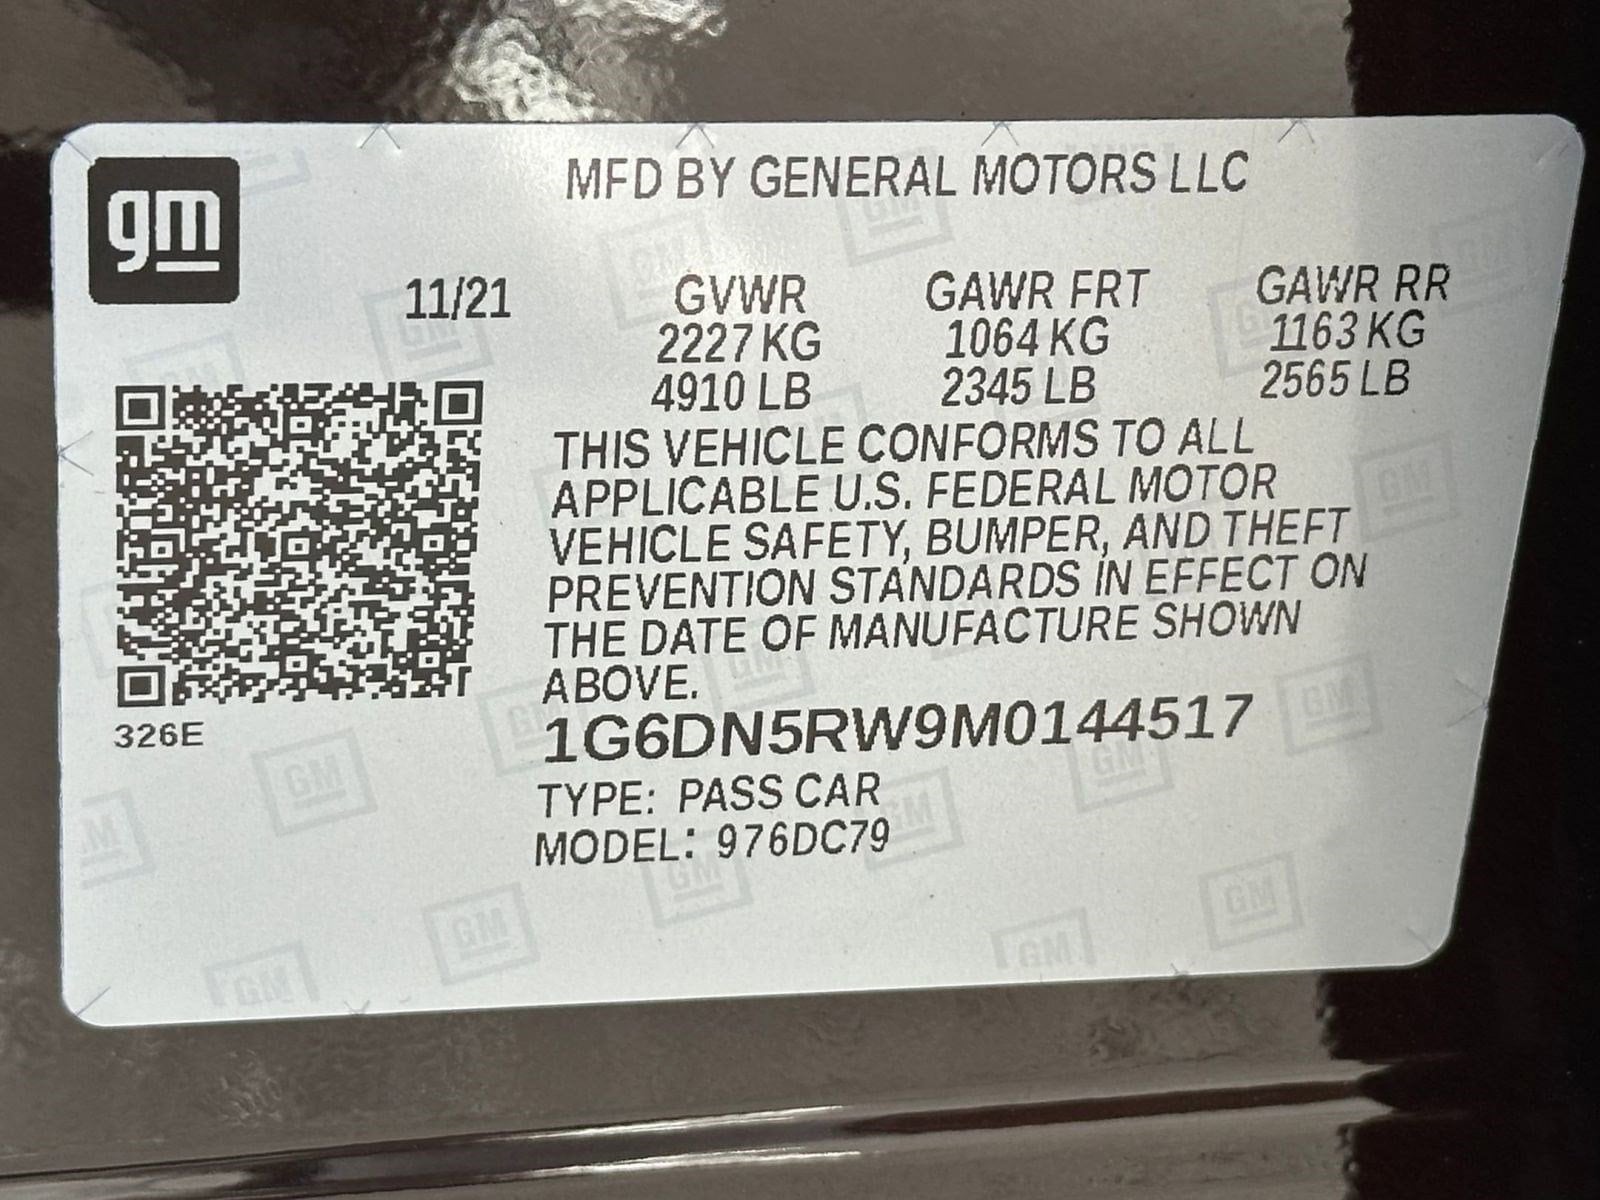 gm
MFD BY GENERAL MOTORS LLC
11/21 GVWR GAWR FRT GAWR RR
2227 KG 1064 KG 1163 KG
4910 LB 2345 LB 2565 LB
THIS VEHICLE CONFORMS TO ALL
APPLICABLE U.S. FEDERAL MOTOR
VEHICLE SAFETY, BUMPER, AND THEFT
PREVENTION STANDARDS IN EFFECT ON
THE DATE OF MANUFACTURE SHOWN
ABOVE.
326E
1G6DN5RW9M0144517
TYPE: PASS CAR
MODEL: 976DC79